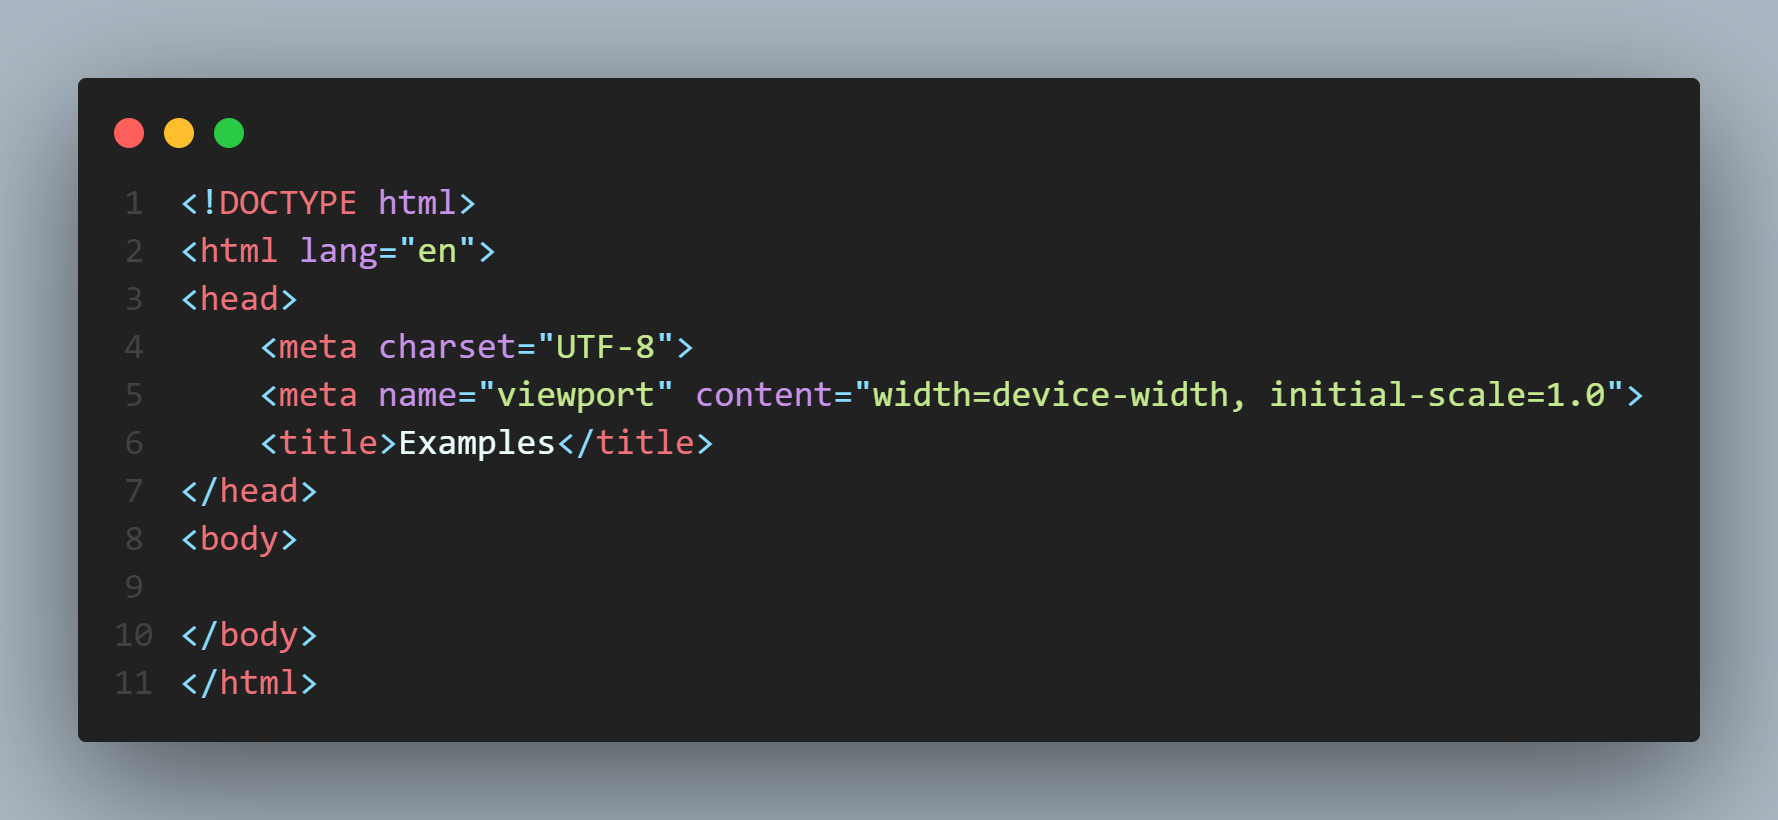 1 <!DOCTYPE html>
2 <html lang="en">
3 <head>
4     <meta charset="UTF-8">
5     <meta name="viewport" content="width=device-width, initial-scale=1.0">
6     <title>Examples</title>
7 </head>
8 <body>
9
10 </body>
11 </html>